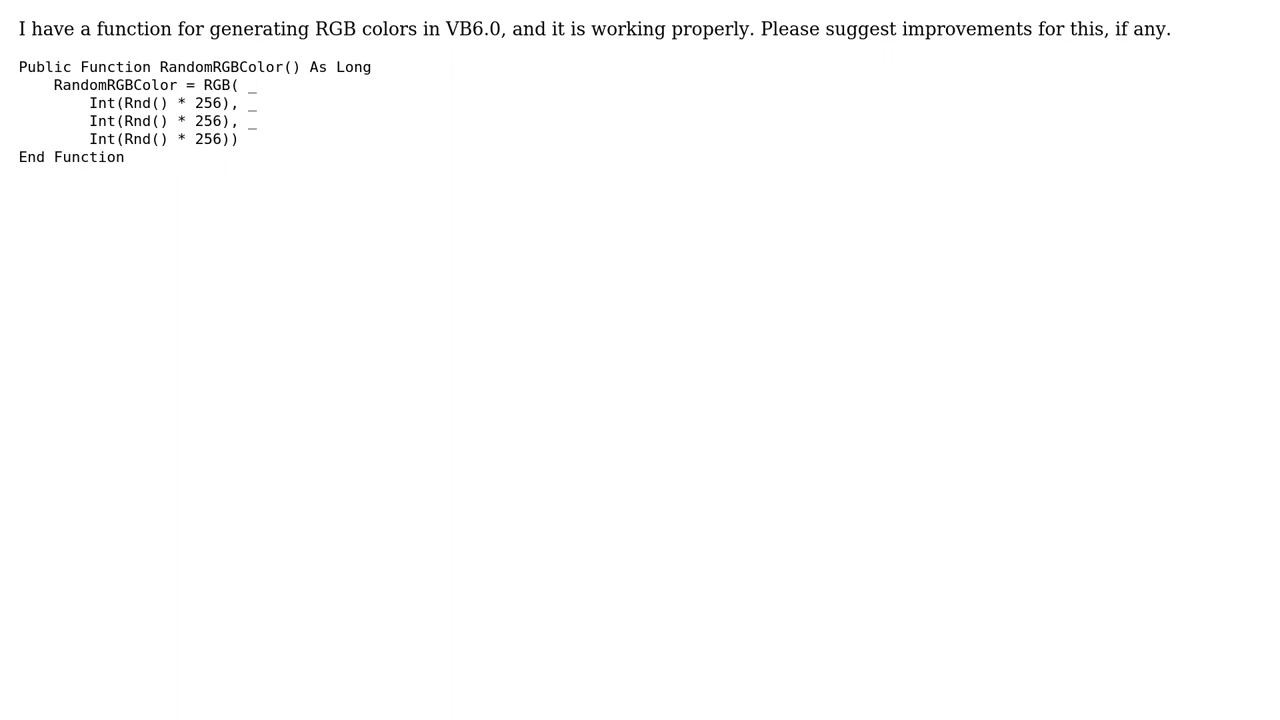 I have a function for generating RGB colors in VB6.0, and it is working properly. Please suggest improvements for this, if any.
Public Function RandomRGBColor() As Long
    RandomRGBColor = RGB( _
        Int(Rnd() * 256), _
        Int(Rnd() * 256), _
        Int(Rnd() * 256))
End Function